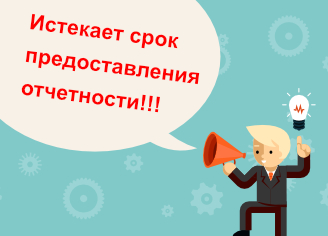 Истекает срок
предоставления
отчетности!!!